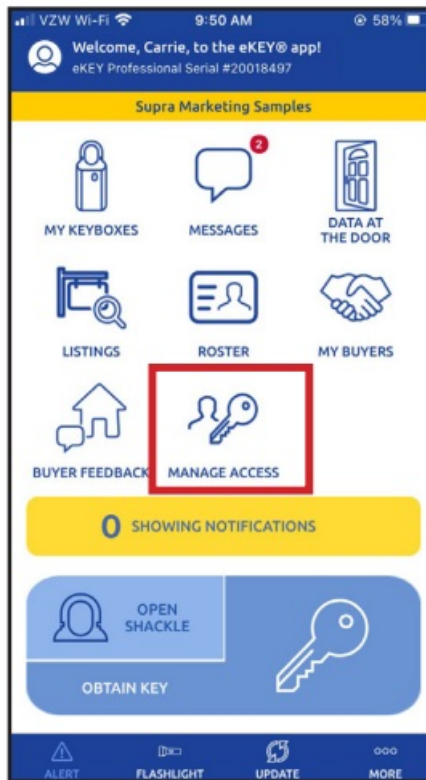 VZW Wi-Fi 9:50 AM 58%
Welcome, Carrie, to the eKEY® app!
eKEY Professional Serial #20018497
Supra Marketing Samples
2
MY KEYBOXES MESSAGES DATA AT THE DOOR
LISTINGS ROSTER MY BUYERS
BUYER FEEDBACK MANAGE ACCESS
0 SHOWING NOTIFICATIONS
OPEN
SHACKLE
OBTAIN KEY
ALERT FLASHLIGHT UPDATE MORE